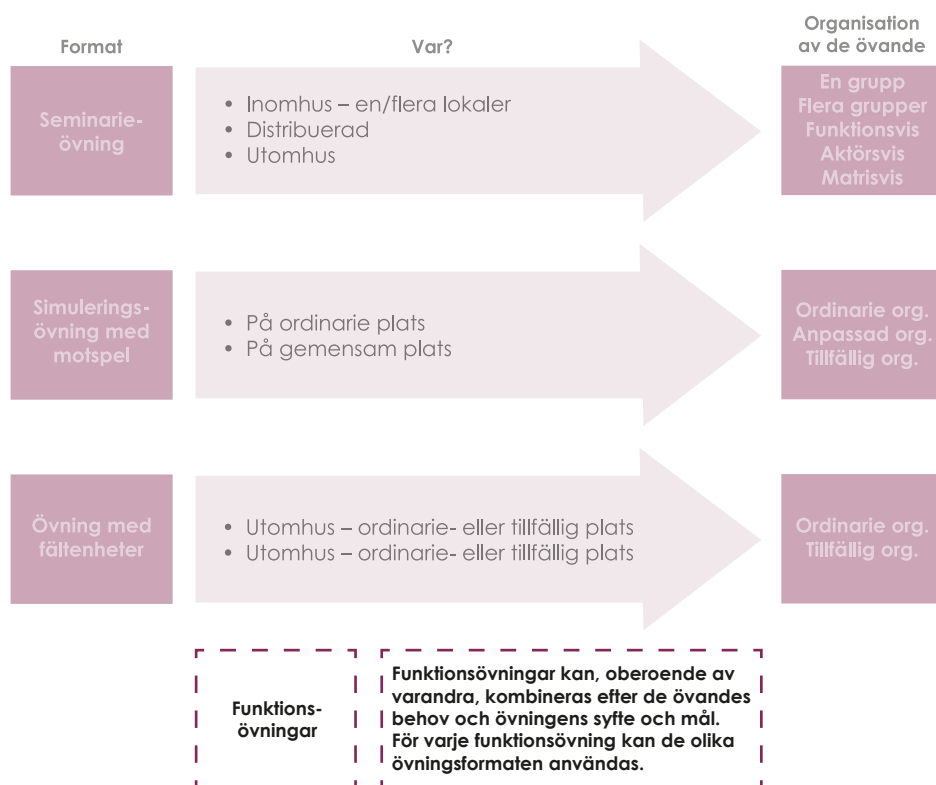 Format
Var?
Organisation
av de övande
Seminarie-
övning
• Inomhus – en/flera lokaler
• Distribuerad
• Utomhus
En grupp
Flera grupper
Funktionsvis
Aktörsvis
Matrisvis
Simulerings-
övning med
motspel
• På ordinarie plats
• På gemensam plats
Ordinarie org.
Anpassad org.
Tillfällig org.
Övning med
fältenheter
• Utomhus – ordinarie- eller tillfällig plats
• Utomhus – ordinarie- eller tillfällig plats
Ordinarie org.
Tillfällig org.
Funktions-
övningar
Funktionsövningar kan, oberoende av
varandra, kombineras efter de övandes
behov och övningens syfte och mål.
För varje funktionsövning kan de olika
övningsformaten användas.